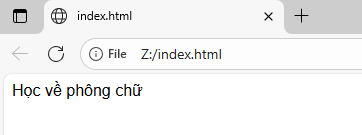 index.html
File
Z:/index.html
Học về phông chữ